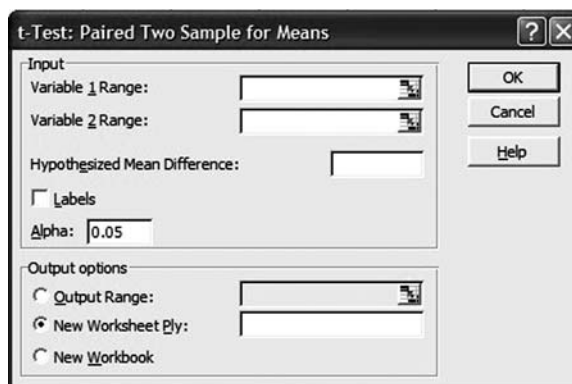 t-Test: Paired Two Sample for Means
Input
Variable 1 Range:
Variable 2 Range:
Hypothesized Mean Difference:
Labels
Alpha: 0.05
OK
Cancel
Help
Output options
Output Range:
New Worksheet Ply:
New Workbook